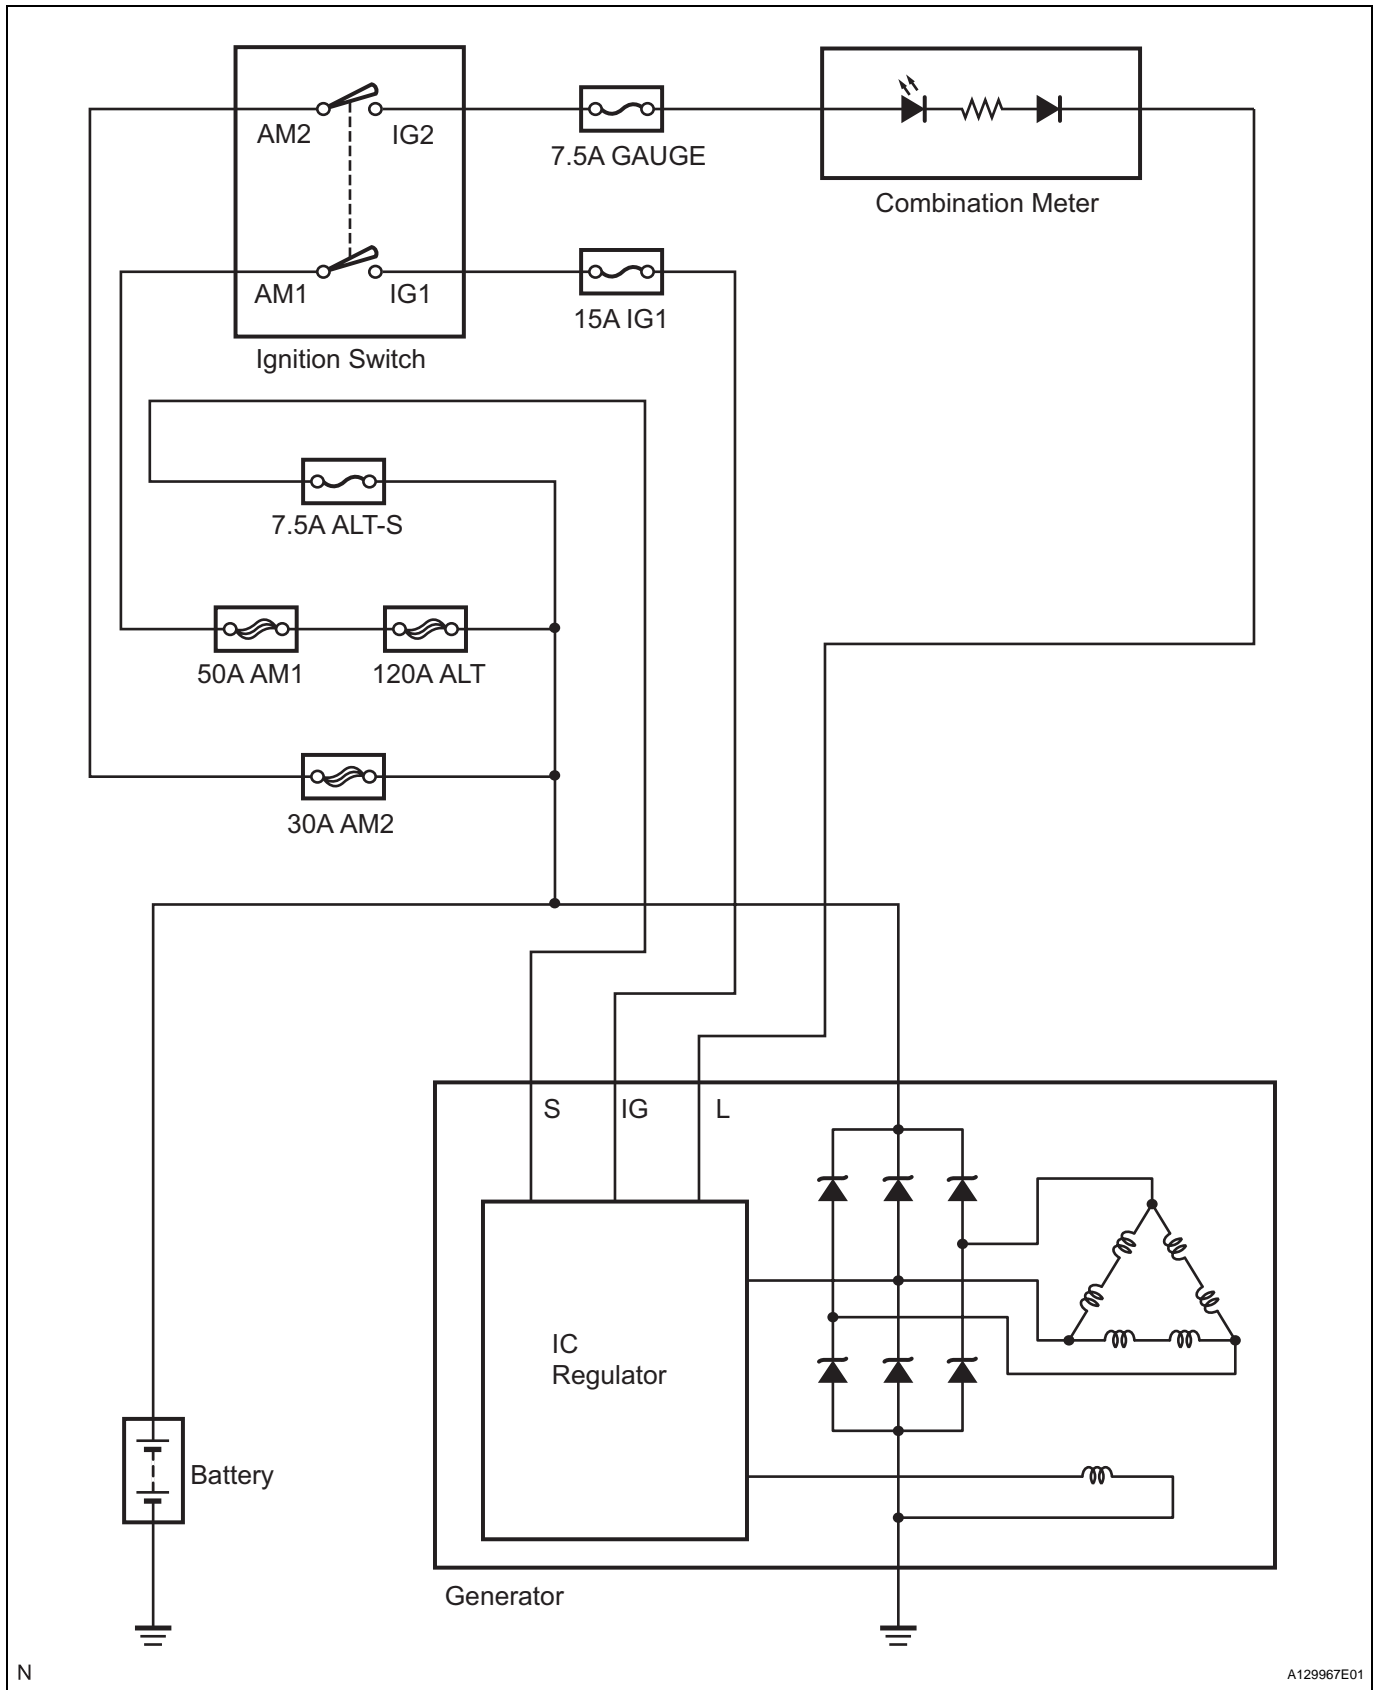 AM2
IG2
7.5A GAUGE
Combination Meter
AM1
IG1
15A IG1
Ignition Switch
7.5A ALT-S
50A AM1
120A ALT
30A AM2
S
IG
L
IC
Regulator
Battery
Generator
N
A129967E01